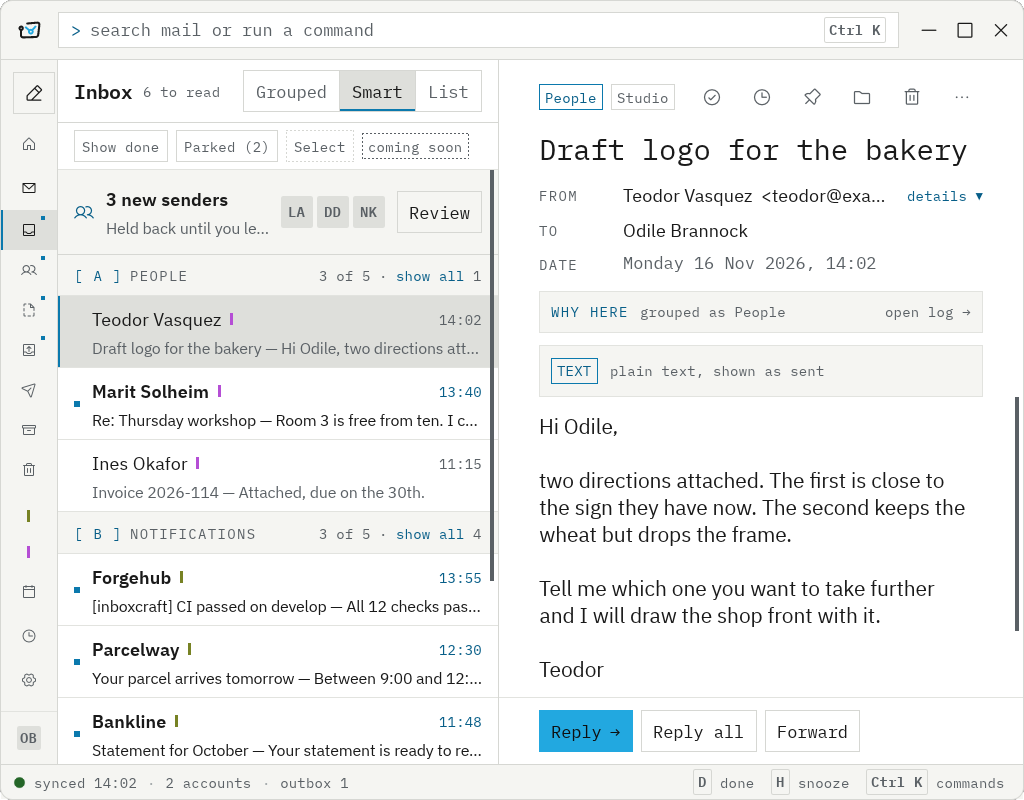 > search mail or run a command Ctrl K
Inbox 6 to read Grouped Smart List
Show done Parked (2) Select coming soon
3 new senders
Held back until you le... LA DD NK Review
[ A ] PEOPLE 3 of 5 · show all 1
Teodor Vasquez 14:02
Draft logo for the bakery — Hi Odile, two directions att...
Marit Solheim 13:40
Re: Thursday workshop — Room 3 is free from ten. I c...
Ines Okafor 11:15
Invoice 2026-114 — Attached, due on the 30th.
[ B ] NOTIFICATIONS 3 of 5 · show all 4
Forgehub 13:55
[inboxcraft] CI passed on develop — All 12 checks pas...
Parcelway 12:30
Your parcel arrives tomorrow — Between 9:00 and 12:...
Bankline 11:48
Statement for October — Your statement is ready to re...
OB
People Studio ...
Draft logo for the bakery
FROM Teodor Vasquez <teodor@exa... details ▼
TO Odile Brannock
DATE Monday 16 Nov 2026, 14:02
WHY HERE grouped as People open log →
TEXT plain text, shown as sent
Hi Odile,
two directions attached. The first is close to
the sign they have now. The second keeps the
wheat but drops the frame.
Tell me which one you want to take further
and I will draw the shop front with it.
Teodor
Reply → Reply all Forward
synced 14:02 · 2 accounts · outbox 1 D done H snooze Ctrl K commands